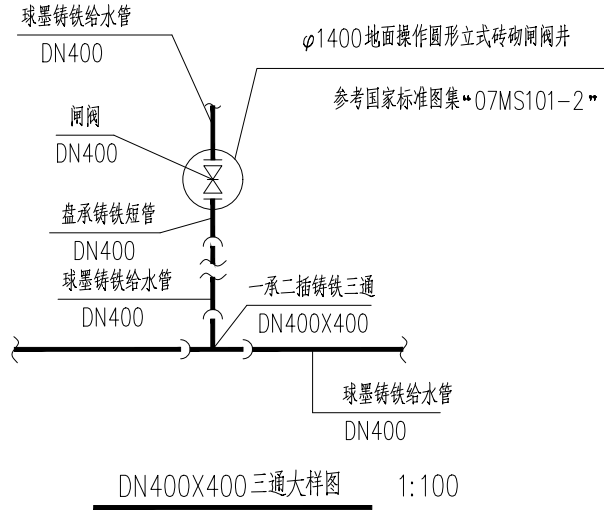 球墨铸铁给水管
DN400
φ1400地面操作圆形立式砖砌闸阀井
参考国家标准图集“07MS101-2”
闸阀
DN400
盘承铸铁短管
DN400
球墨铸铁给水管
DN400
一承二插铸铁三通
DN400X400
球墨铸铁给水管
DN400
DN400X400三通大样图 1:100